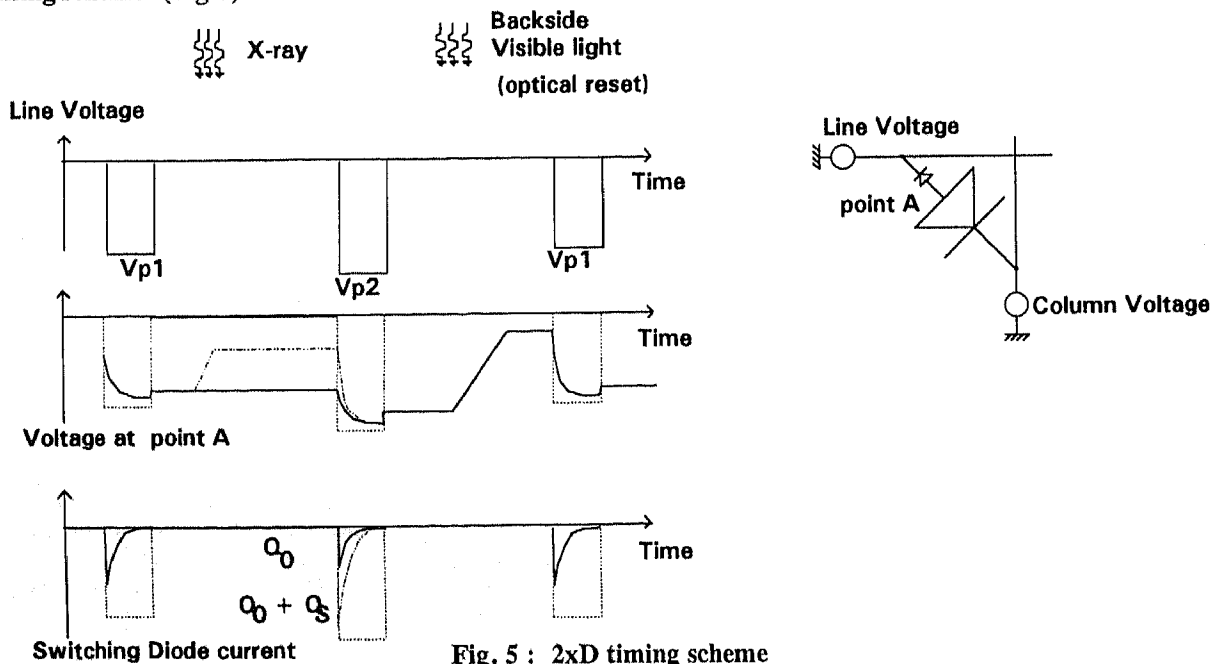 X-ray
Backside
Visible light
(optical reset)
Line Voltage
Time
Vp1
Vp2
Vp1
Time
Voltage at point A
Time
Q0
Q0 + QS
Switching Diode current
Line Voltage
point A
Column Voltage
Fig. 5 : 2xD timing scheme